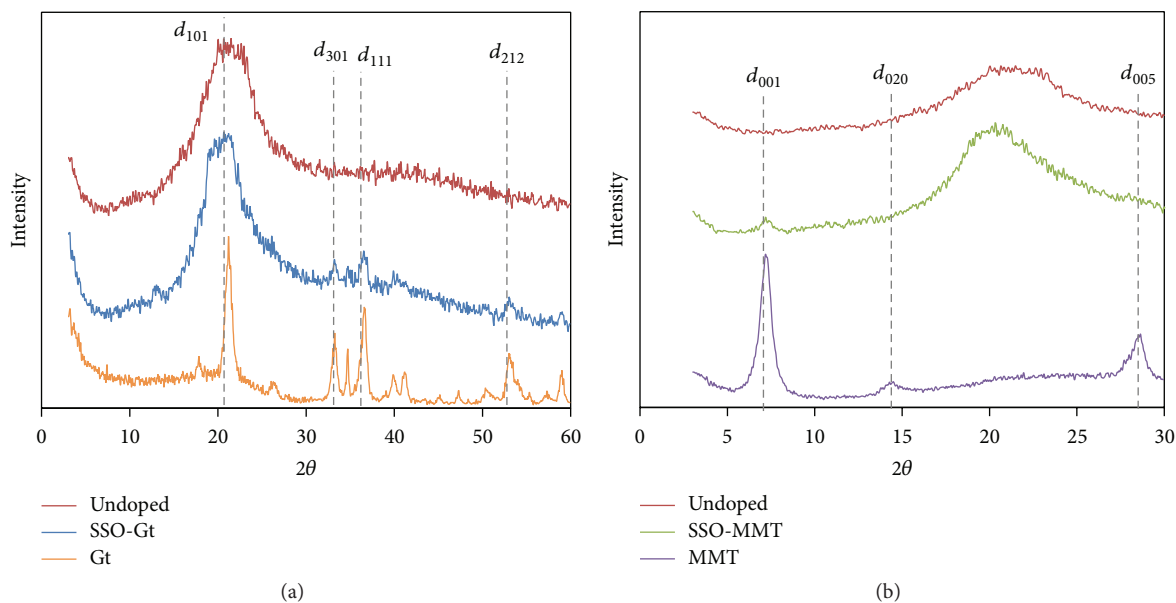 Intensity
d101
d301
d111
d212
0 10 20 30 40 50 60
2θ
Undoped
SSO-Gt
Gt
(a)
Intensity
d001
d020
d005
0 5 10 15 20 25 30
2θ
Undoped
SSO-MMT
MMT
(b)